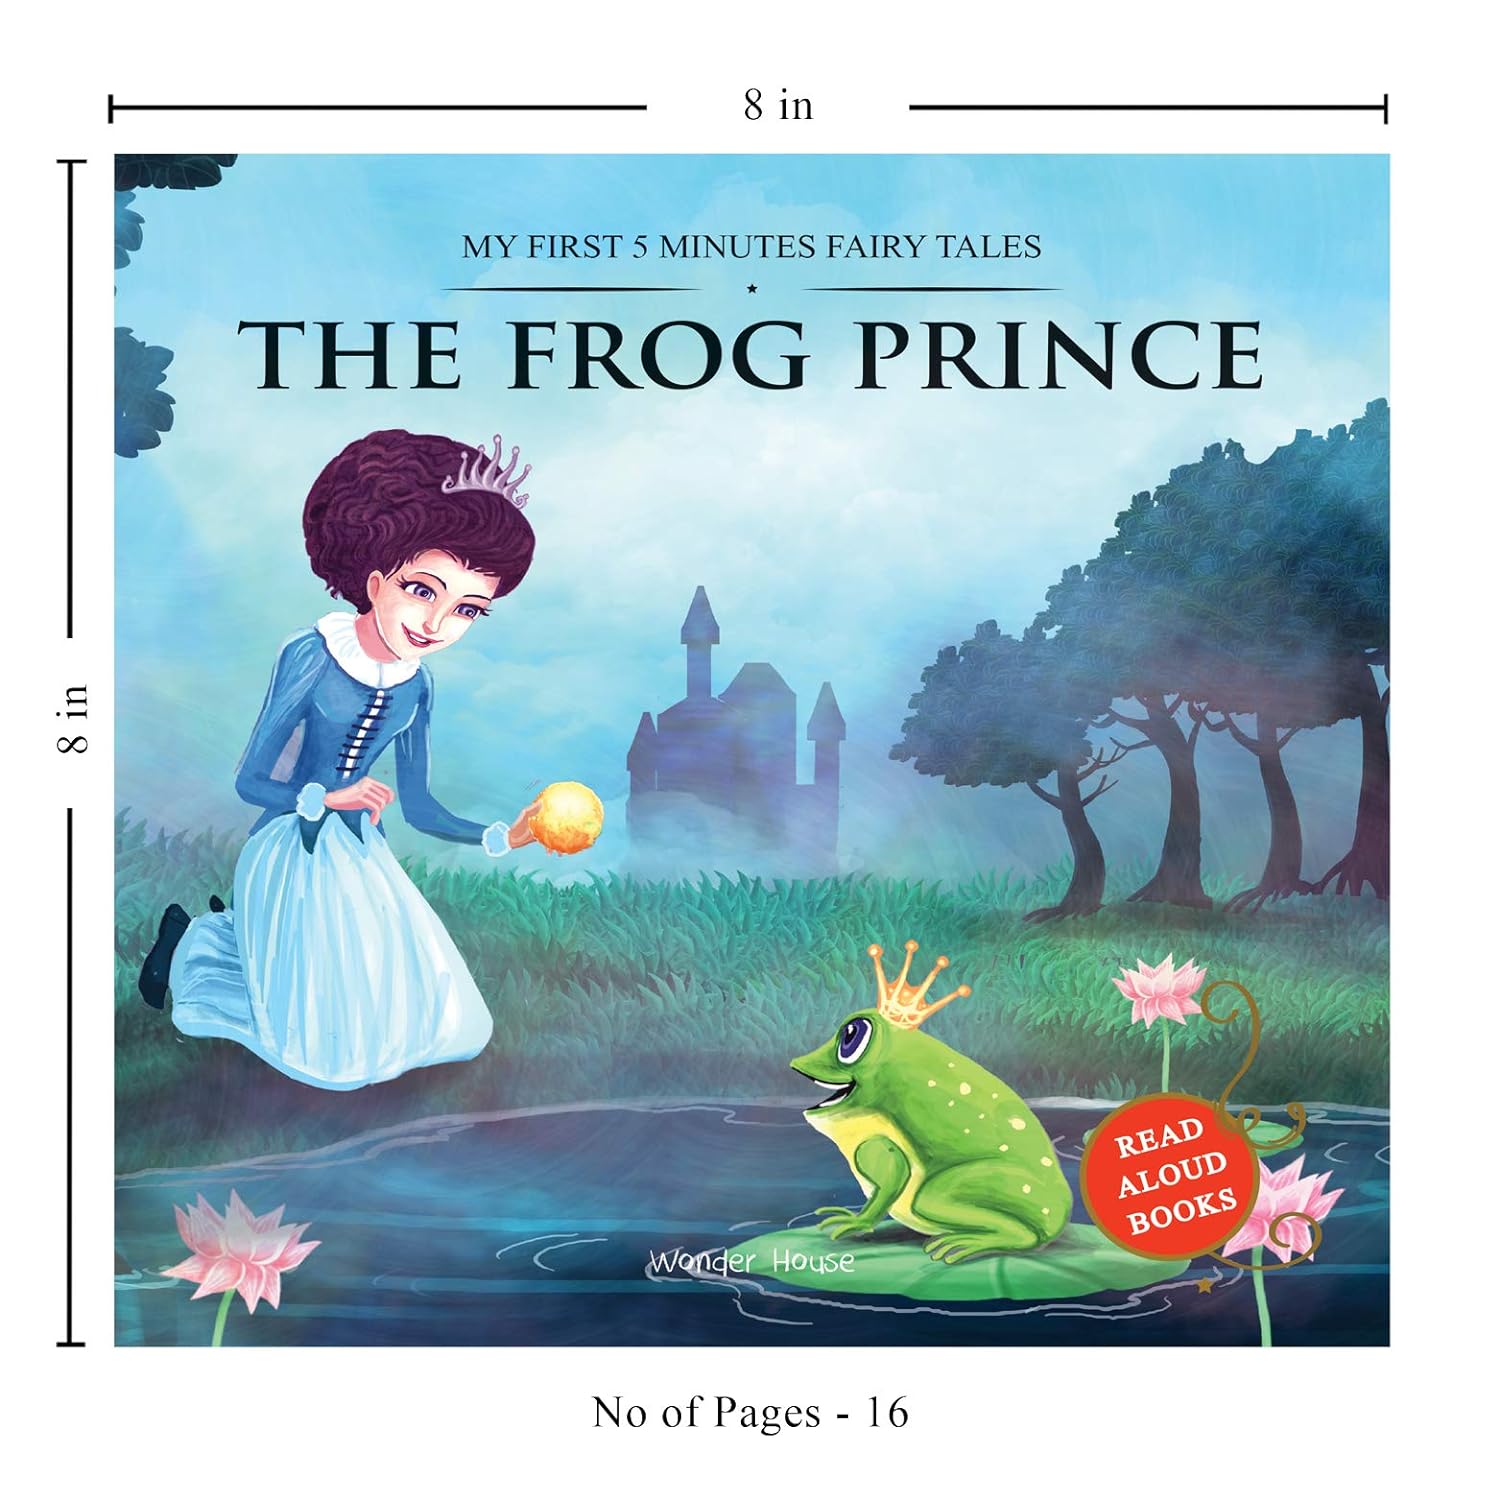 8 in
8 in
MY FIRST 5 MINUTES FAIRY TALES
THE FROG PRINCE
READ
ALOUD
BOOKS
Wonder House
No of Pages - 16